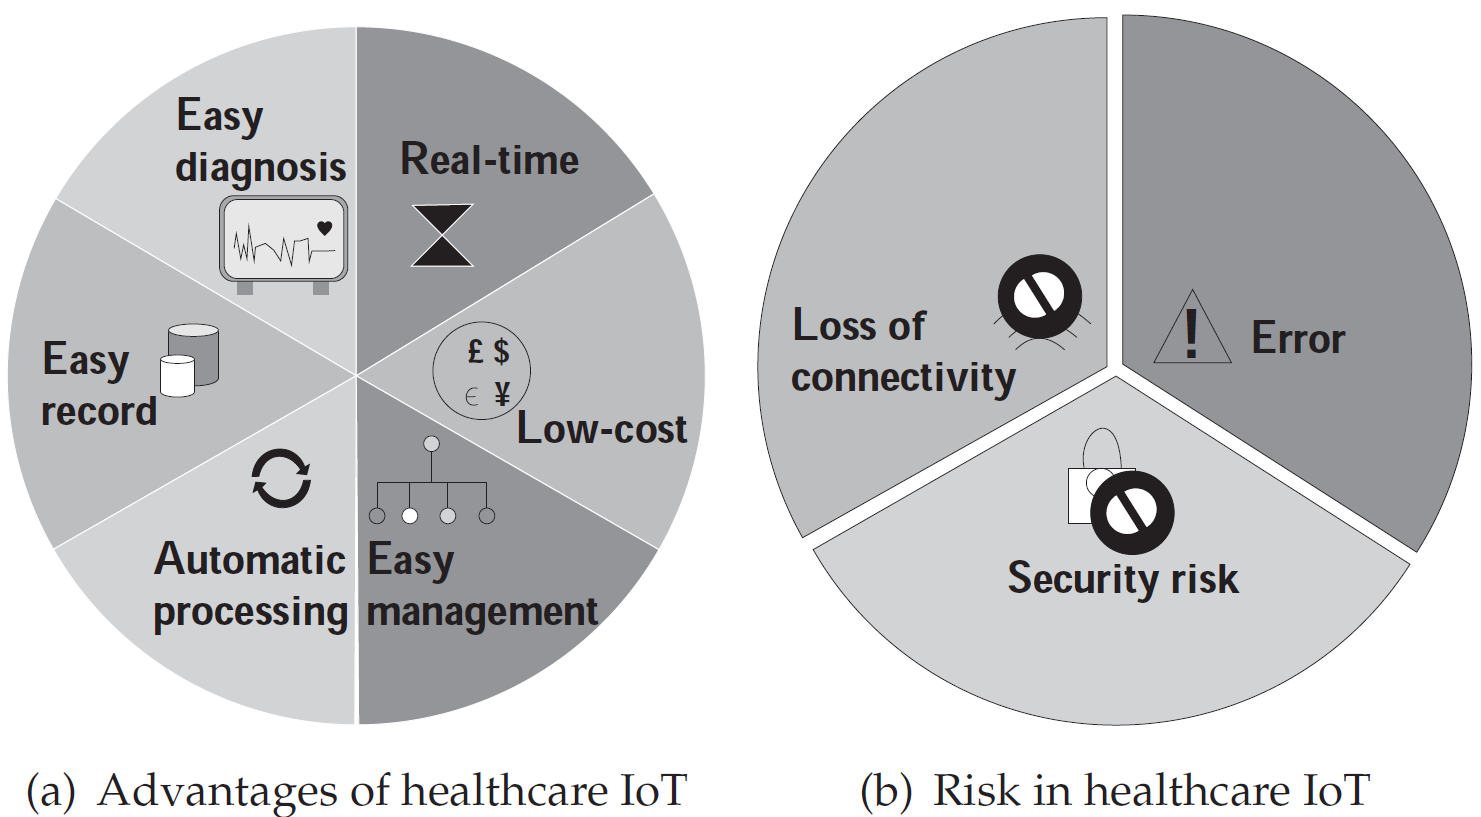 Easy
diagnosis
Real-time
Easy
record
£ $
€ ¥
Low-cost
Automatic
processing
Easy
management
(a) Advantages of healthcare IoT
Loss of
connectivity
!
Error
Security risk
(b) Risk in healthcare IoT